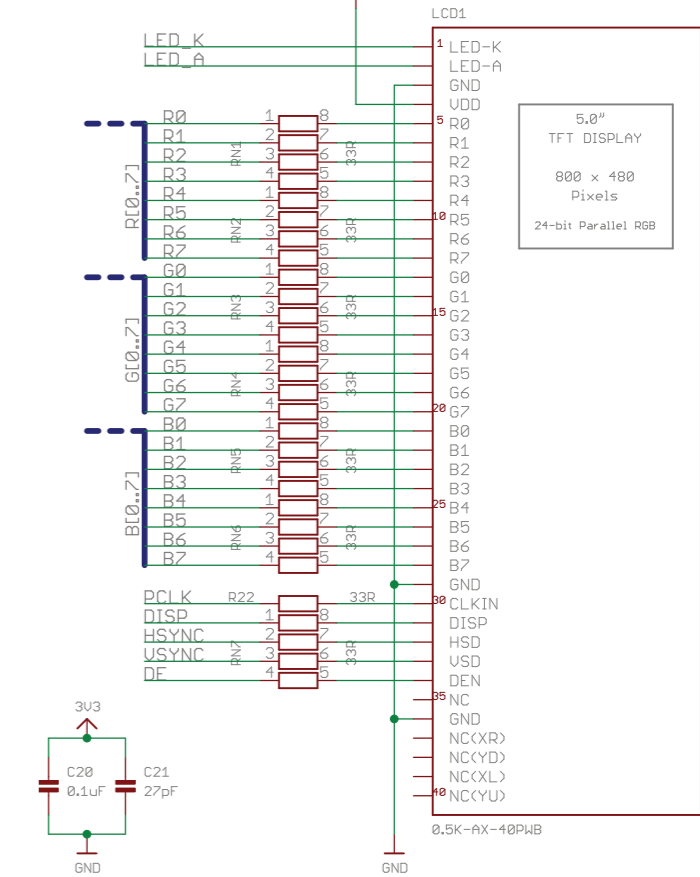 LCD1
LED_K 1 LED-K
LED_A LED-A
GND
VDD
R0 1 8 5 R0
R1 2 7 R1
R2 3 RN1 6 33R R2
R3 4 5 R3
R4 1 8 R4
R5 2 7 10 R5
R6 3 RN2 6 33R R6
R7 4 5 R7
R[0..7]
G0 1 8 G0
G1 2 7 G1
G2 3 RN3 6 33R 15 G2
G3 4 5 G3
G4 1 8 G4
G5 2 7 G5
G6 3 RN4 6 33R G6
G7 4 5 20 G7
G[0..7]
B0 1 8 B0
B1 2 7 B1
B2 3 RN5 6 33R B2
B3 4 5 B3
B4 1 8 25 B4
B5 2 7 B5
B6 3 RN6 6 33R B6
B7 4 5 B7
B[0..7]
GND
PCLK R22 33R 30 CLKIN
DISP 1 8 DISP
HSYNC 2 7 HSD
VSYNC 3 RN7 6 33R VSD
DE 4 5 DEN
35 NC
GND
NC(XR)
NC(YD)
NC(XL)
40 NC(YU)
0.5K-AX-40PWB
5.0"
TFT DISPLAY
800 x 480
Pixels
24-bit Parallel RGB
3V3
C20 C21
0.1uF 27pF
GND GND